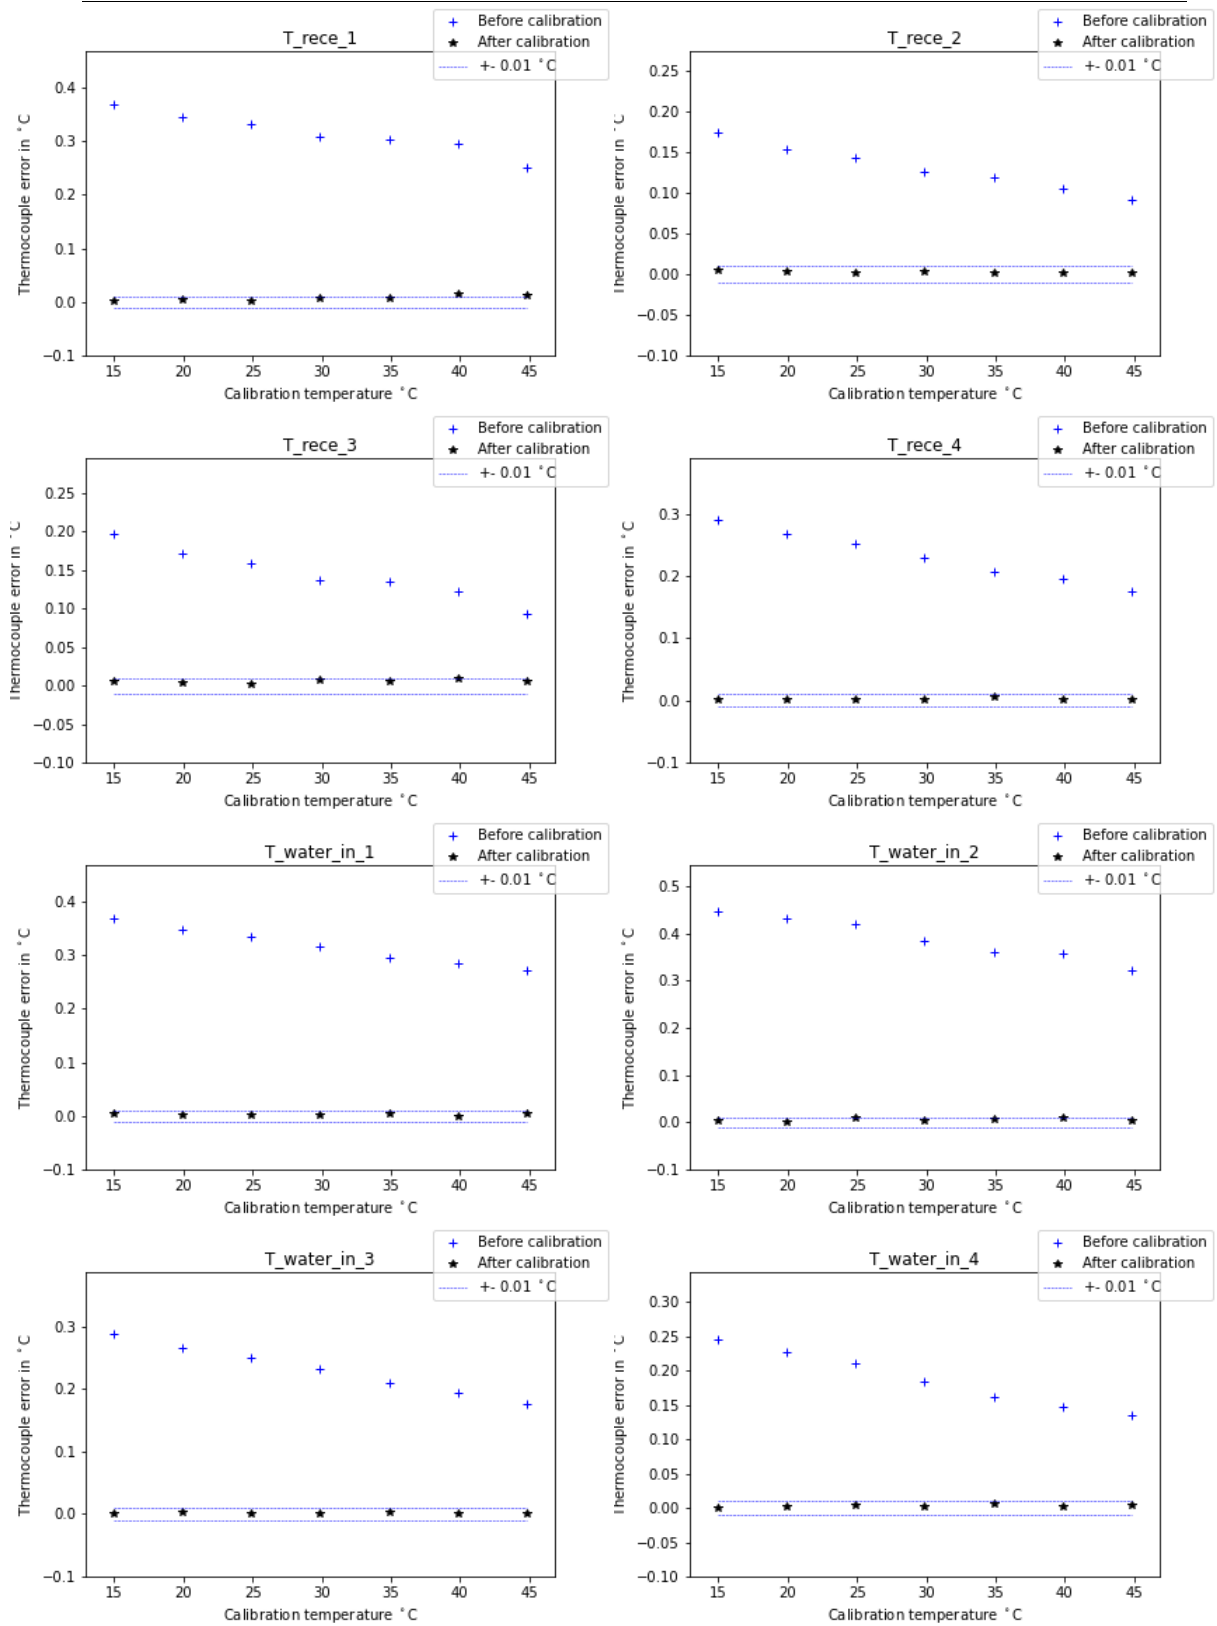 T_rece_1
+ Before calibration
★ After calibration
+- 0.01 ˚C
Thermocouple error in ˚C
0.4
0.3
0.2
0.1
0.0
−0.1
15 20 25 30 35 40 45
Calibration temperature ˚C
T_rece_2
+ Before calibration
★ After calibration
+- 0.01 ˚C
Thermocouple error in ˚C
0.25
0.20
0.15
0.10
0.05
0.00
−0.05
−0.10
15 20 25 30 35 40 45
Calibration temperature ˚C
T_rece_3
+ Before calibration
★ After calibration
+- 0.01 ˚C
Thermocouple error in ˚C
0.25
0.20
0.15
0.10
0.05
0.00
−0.05
−0.10
15 20 25 30 35 40 45
Calibration temperature ˚C
T_rece_4
+ Before calibration
★ After calibration
+- 0.01 ˚C
Thermocouple error in ˚C
0.3
0.2
0.1
0.0
−0.1
15 20 25 30 35 40 45
Calibration temperature ˚C
T_water_in_1
+ Before calibration
★ After calibration
+- 0.01 ˚C
Thermocouple error in ˚C
0.4
0.3
0.2
0.1
0.0
−0.1
15 20 25 30 35 40 45
Calibration temperature ˚C
T_water_in_2
+ Before calibration
★ After calibration
+- 0.01 ˚C
Thermocouple error in ˚C
0.5
0.4
0.3
0.2
0.1
0.0
−0.1
15 20 25 30 35 40 45
Calibration temperature ˚C
T_water_in_3
+ Before calibration
★ After calibration
+- 0.01 ˚C
Thermocouple error in ˚C
0.3
0.2
0.1
0.0
−0.1
15 20 25 30 35 40 45
Calibration temperature ˚C
T_water_in_4
+ Before calibration
★ After calibration
+- 0.01 ˚C
Thermocouple error in ˚C
0.30
0.25
0.20
0.15
0.10
0.05
0.00
−0.05
−0.10
15 20 25 30 35 40 45
Calibration temperature ˚C